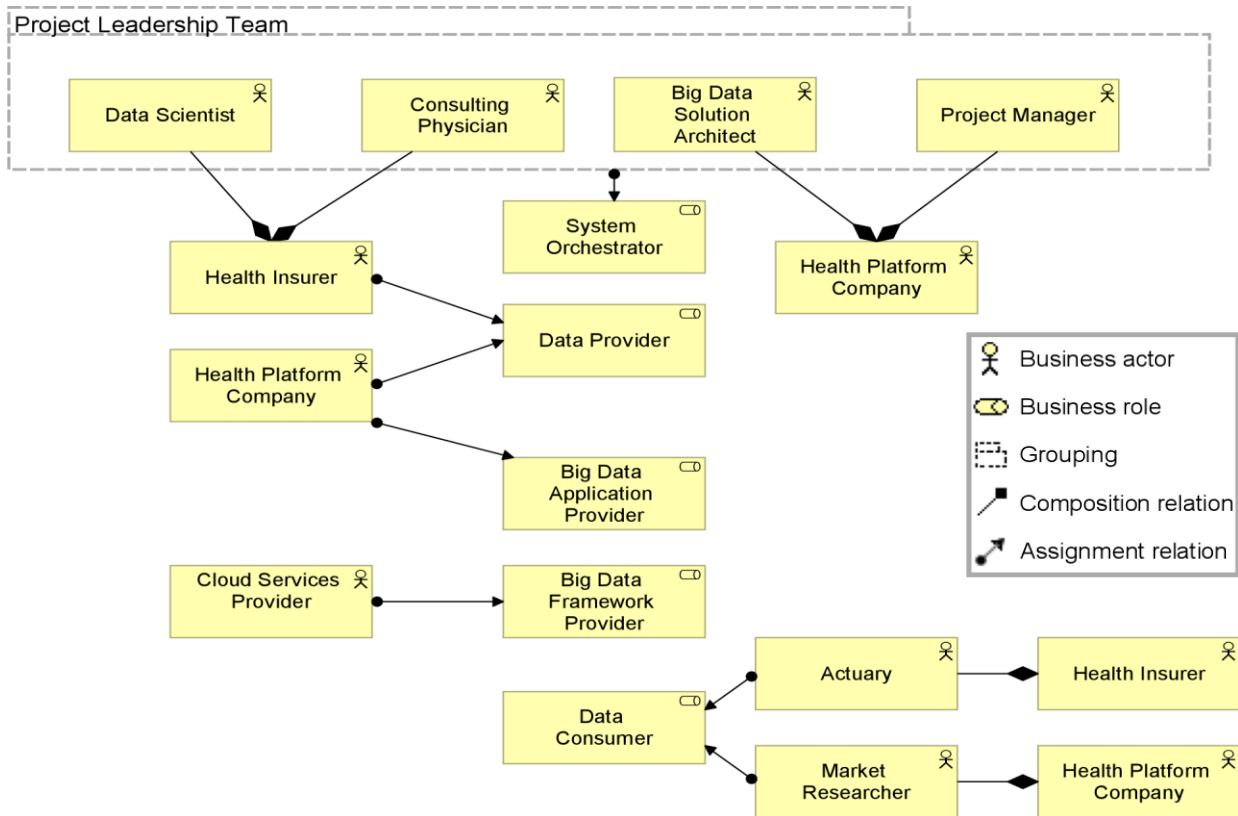 Project Leadership Team
Data Scientist
Consulting
Physician
Big Data
Solution
Architect
Project Manager
System
Orchestrator
Health Insurer
Health Platform
Company
Data Provider
Health Platform
Company
Big Data
Application
Provider
Business actor
Business role
Grouping
Composition relation
Assignment relation
Cloud Services
Provider
Big Data
Framework
Provider
Actuary
Health Insurer
Data
Consumer
Market
Researcher
Health Platform
Company